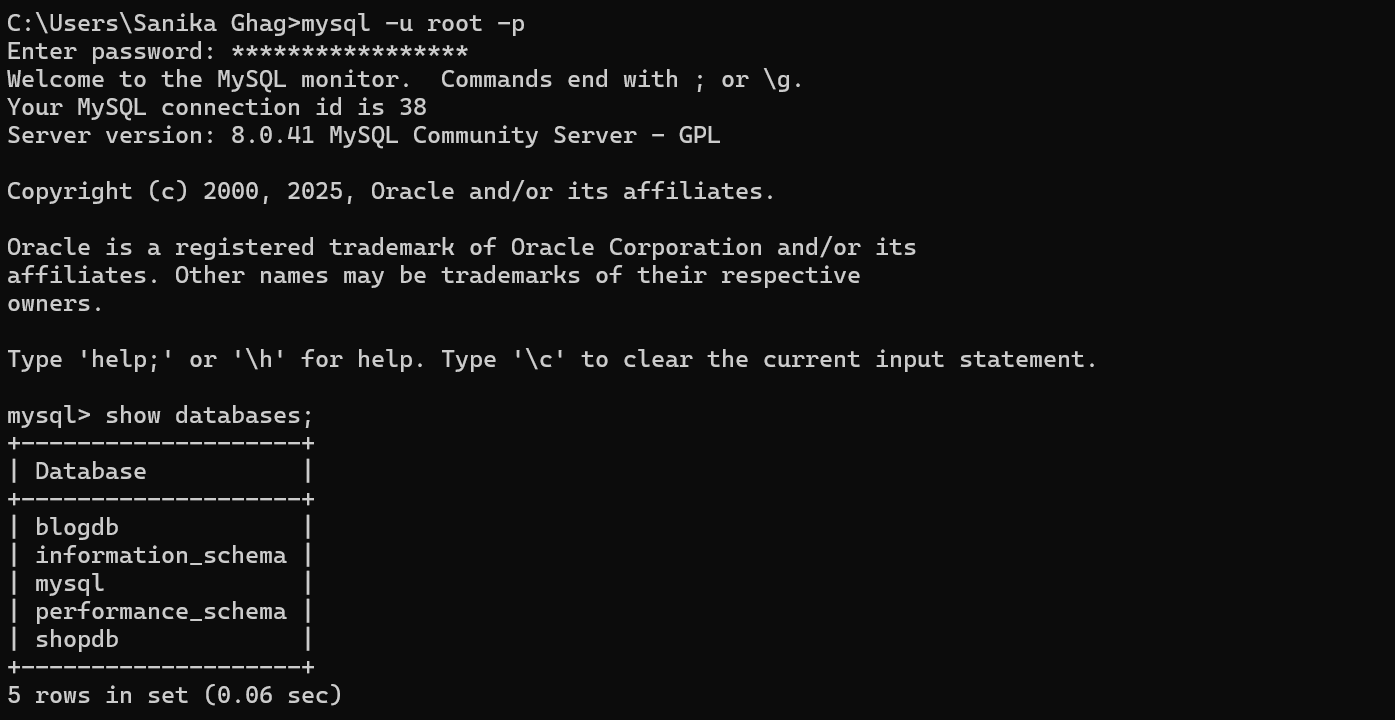 C:\Users\Sanika Ghag>mysql -u root -p
Enter password: *****************
Welcome to the MySQL monitor.  Commands end with ; or \g.
Your MySQL connection id is 38
Server version: 8.0.41 MySQL Community Server - GPL
Copyright (c) 2000, 2025, Oracle and/or its affiliates.
Oracle is a registered trademark of Oracle Corporation and/or its
affiliates. Other names may be trademarks of their respective
owners.
Type 'help;' or '\h' for help. Type '\c' to clear the current input statement.
mysql> show databases;
+--------------------+
| Database           |
+--------------------+
| blogdb             |
| information_schema |
| mysql              |
| performance_schema |
| shopdb             |
+--------------------+
5 rows in set (0.06 sec)